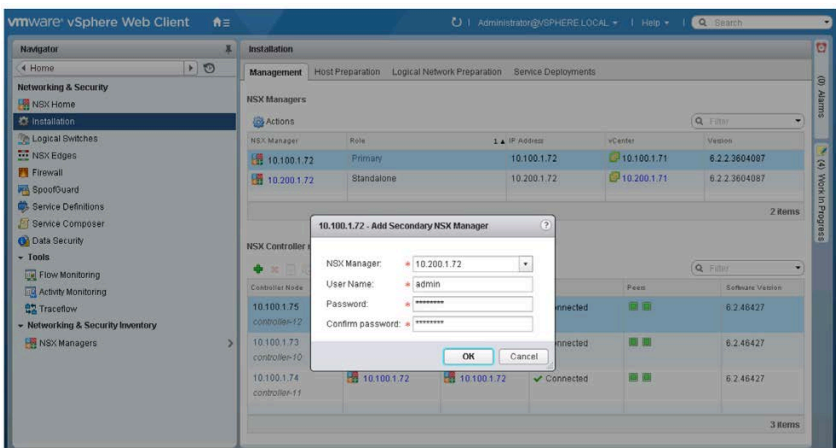 vmware® vSphere Web Client
Administrator@VSPHERE.LOCAL
Help
Search
Navigator
Home
Networking & Security
NSX Home
Installation
Logical Switches
NSX Edges
Firewall
SpoofGuard
Service Definitions
Service Composer
Data Security
Tools
Flow Monitoring
Activity Monitoring
Traceflow
Networking & Security Inventory
NSX Managers
Installation
Management Host Preparation Logical Network Preparation Service Deployments
NSX Managers
Actions
Filter
NSX Manager Role 1 ▲ IP Address vCenter Version
10.100.1.72 Primary 10.100.1.72 10.100.1.71 6.2.2.3604087
10.200.1.72 Standalone 10.200.1.72 10.200.1.71 6.2.2.3604087
2 items
10.100.1.72 - Add Secondary NSX Manager ?
NSX Manager: * 10.200.1.72
User Name: * admin
Password: * ********
Confirm password: * ********
OK Cancel
NSX Controller
Filter
Controller Node Peers Software Version
10.100.1.75 nnected 6.2.46427
controller-12
10.100.1.73 nnected 6.2.46427
controller-10
10.100.1.74 10.100.1.72 10.100.1.72 Connected 6.2.46427
controller-11
3 items
(0) Alarms
(4) Work In Progress